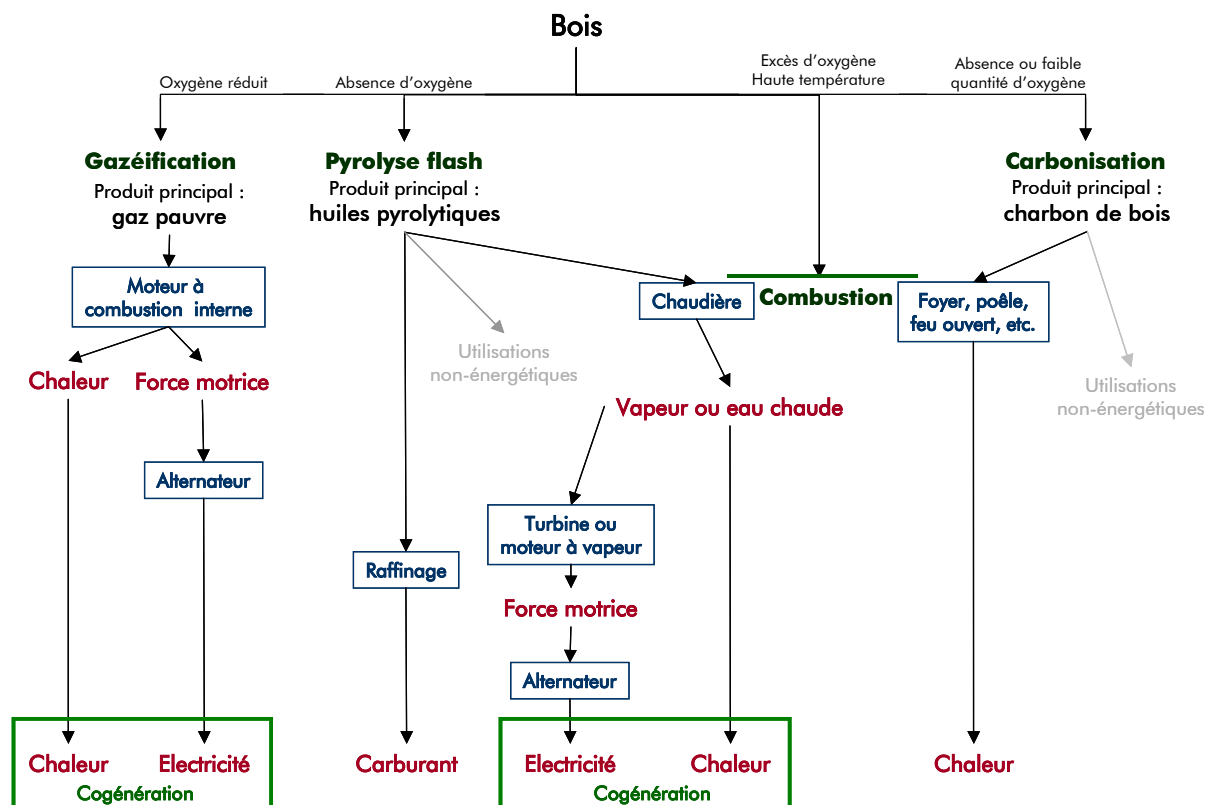 Bois
Excès d'oxygène
Haute température
Absence ou faible
quantité d'oxygène
Oxygène réduit
Absence d'oxygène
Gazéification
Produit principal :
gaz pauvre
Pyrolyse flash
Produit principal :
huiles pyrolytiques
Carbonisation
Produit principal :
charbon de bois
Moteur à
combustion interne
Chaudière
Combustion
Foyer, poêle,
feu ouvert, etc.
Utilisations
non-énergétiques
Chaleur
Force motrice
Utilisations
non-énergétiques
Vapeur ou eau chaude
Alternateur
Turbine ou
moteur à vapeur
Raffinage
Force motrice
Alternateur
Chaleur
Electricité
Cogénération
Carburant
Electricité
Chaleur
Cogénération
Chaleur